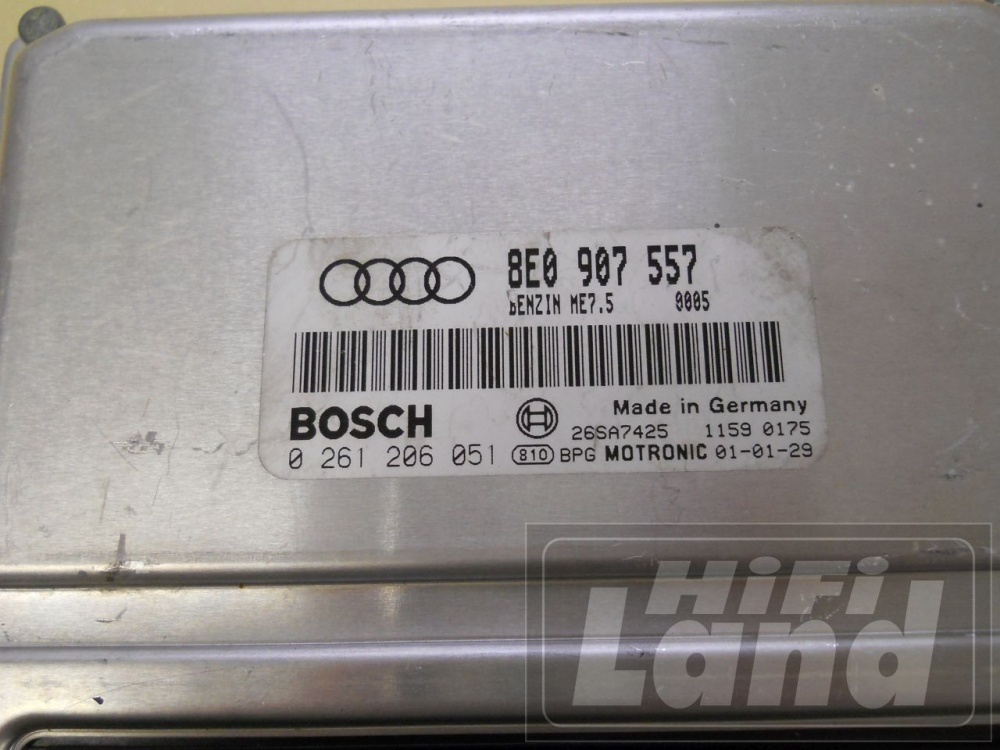 8E0 907 557
bENZIN ME7.5 0005
BOSCH
Made in Germany
26SA7425 1159 0175
0 261 206 051 810 BPG MOTRONIC 01-01-29
HiFi
Land